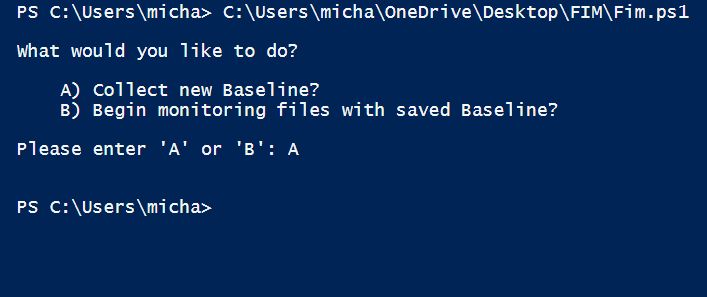 PS C:\Users\micha> C:\Users\micha\OneDrive\Desktop\FIM\Fim.ps1
What would you like to do?
A) Collect new Baseline?
B) Begin monitoring files with saved Baseline?
Please enter 'A' or 'B': A
PS C:\Users\micha>